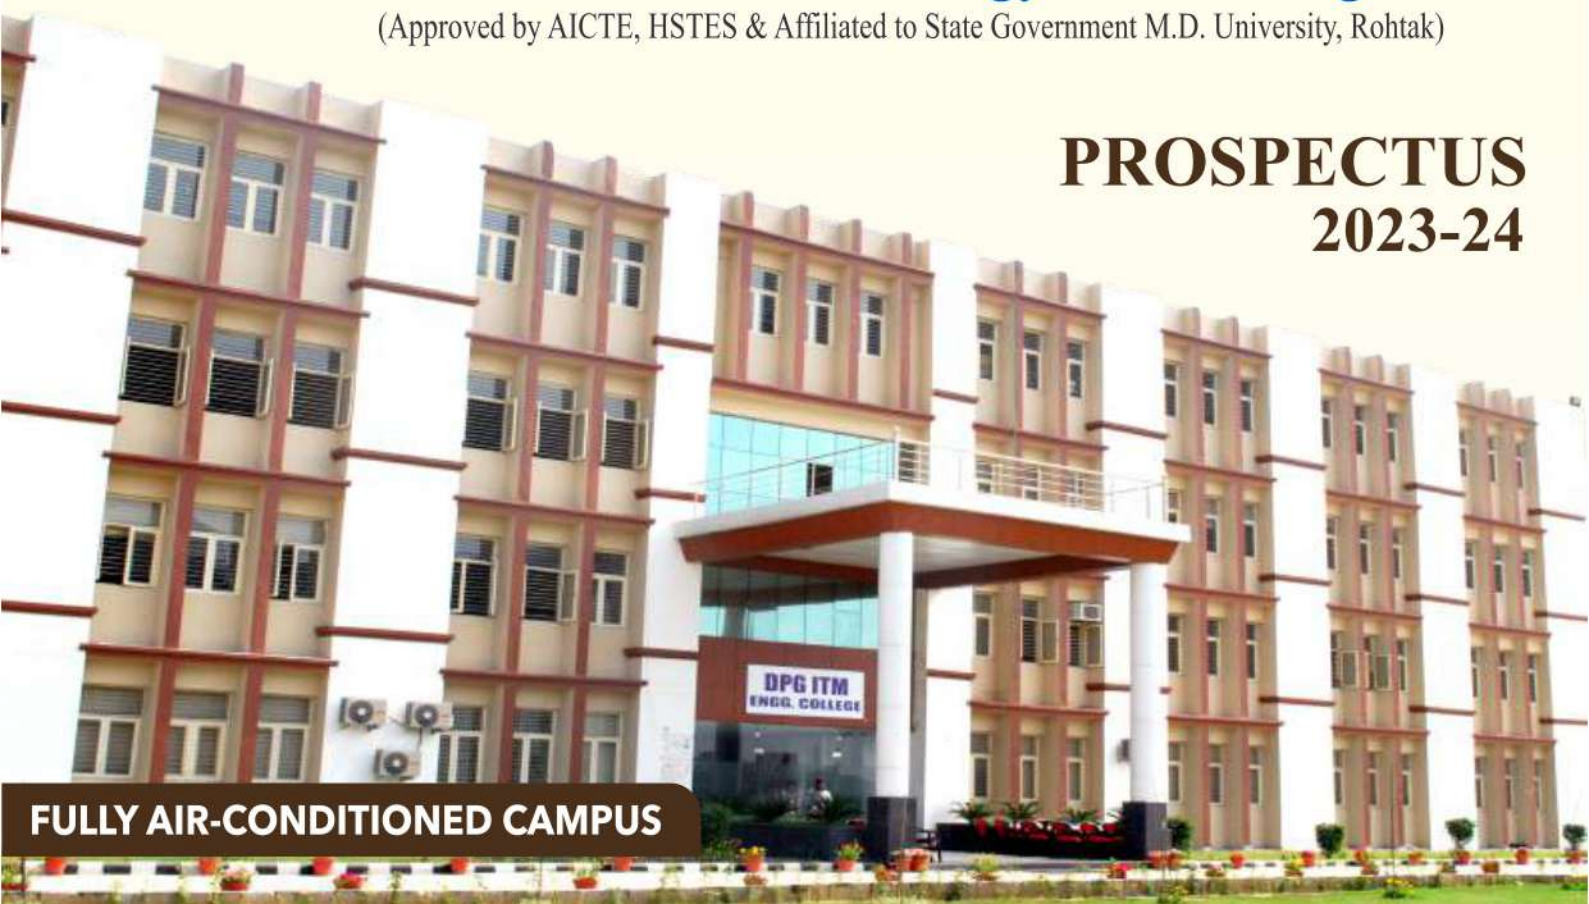 (Approved by AICTE, HSTES & Affiliated to State Government M.D. University, Rohtak)
PROSPECTUS
2023-24
DPG ITM
ENGG. COLLEGE
FULLY AIR-CONDITIONED CAMPUS